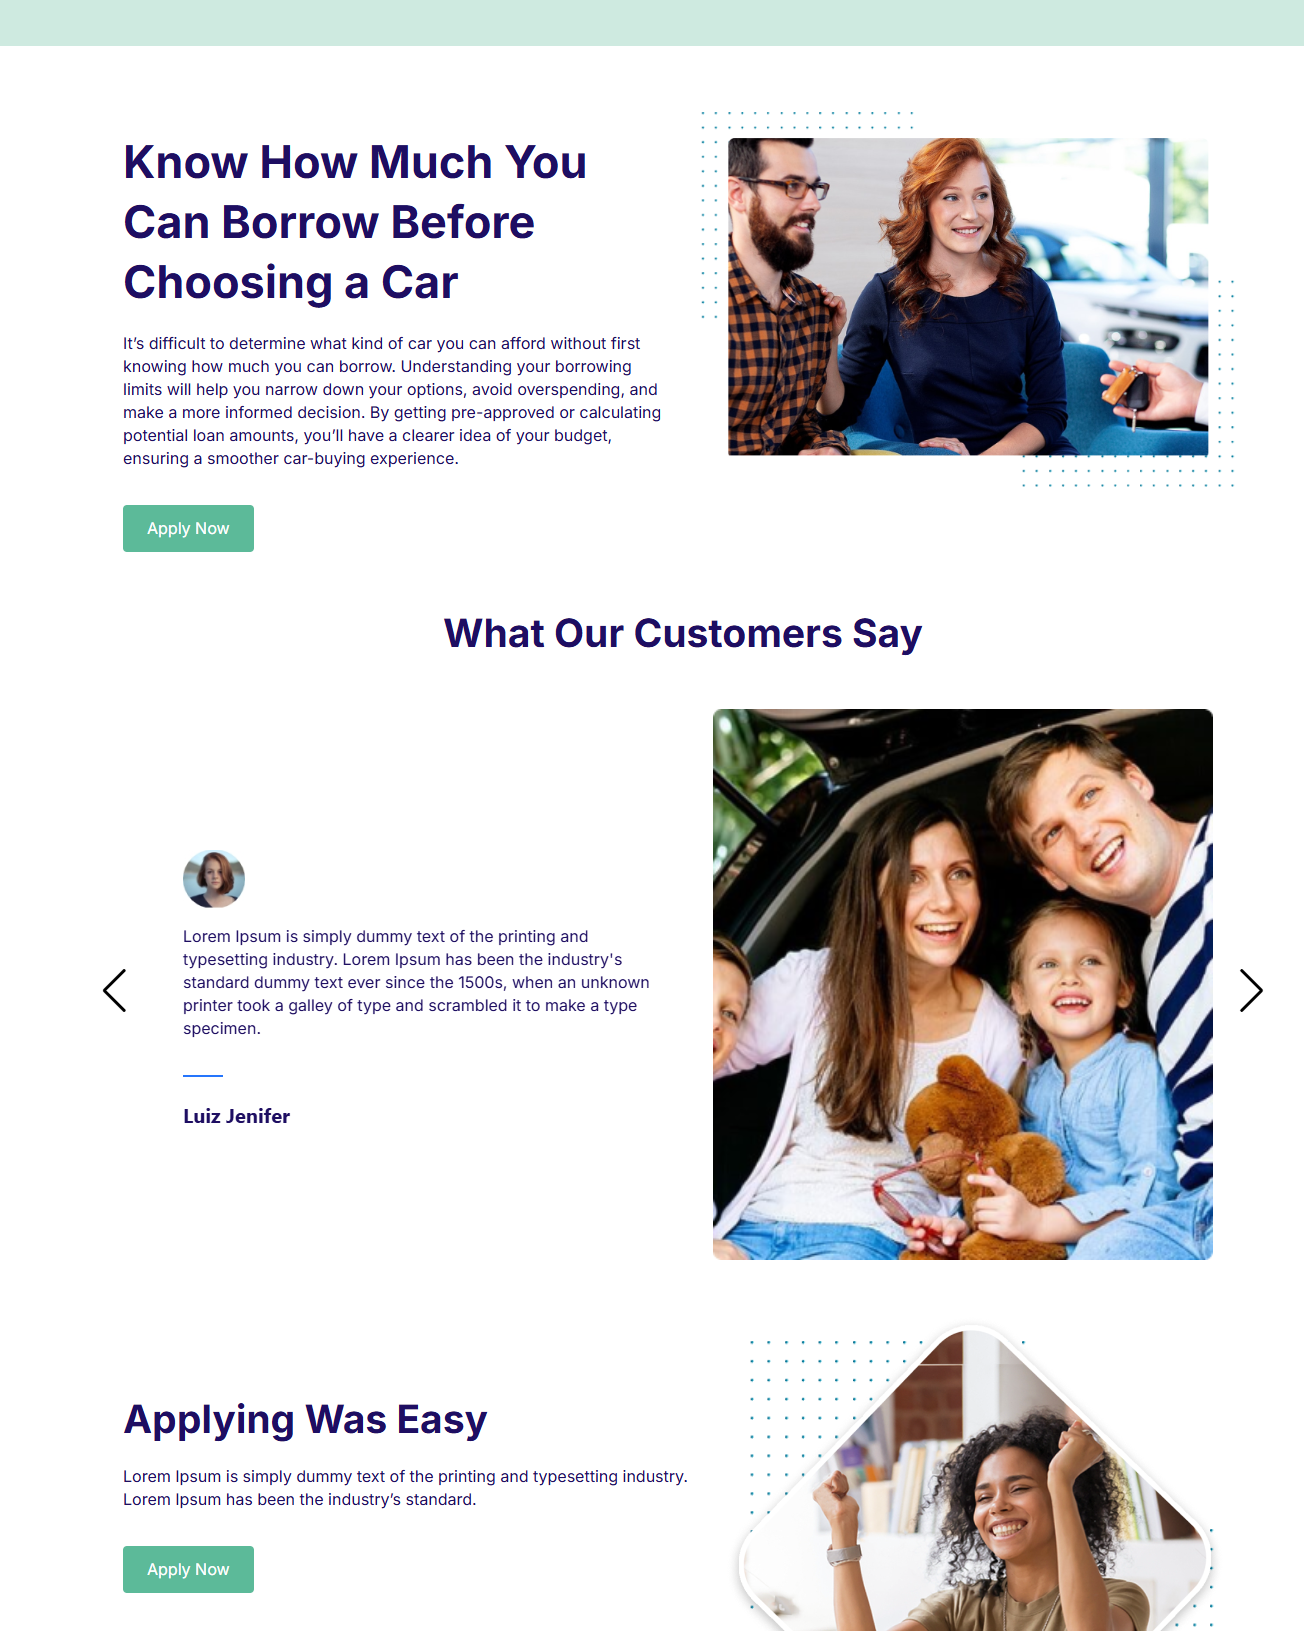 Know How Much You
Can Borrow Before
Choosing a Car
It’s difficult to determine what kind of car you can afford without first
knowing how much you can borrow. Understanding your borrowing
limits will help you narrow down your options, avoid overspending, and
make a more informed decision. By getting pre-approved or calculating
potential loan amounts, you’ll have a clearer idea of your budget,
ensuring a smoother car-buying experience.
Apply Now
What Our Customers Say
Lorem Ipsum is simply dummy text of the printing and
typesetting industry. Lorem Ipsum has been the industry's
standard dummy text ever since the 1500s, when an unknown
printer took a galley of type and scrambled it to make a type
specimen.
Luiz Jenifer
Applying Was Easy
Lorem Ipsum is simply dummy text of the printing and typesetting industry.
Lorem Ipsum has been the industry’s standard.
Apply Now